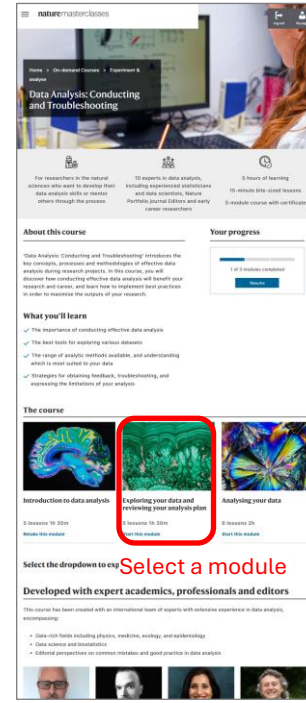 naturemasterclasses
Home > On-demand Courses > Experiment &
analyse
Data Analysis: Conducting
and Troubleshooting
For researchers in the natural
sciences who want to develop their
data analysis skills or mentor
others through the process
15 experts in data analysis,
including experienced statisticians
and data scientists, Nature
Portfolio journal Editors and early
career researchers
5 hours of learning
15-minute bite-sized lessons
3-module course with certificate
About this course
'Data Analysis: Conducting and Troubleshooting' introduces the
key concepts, processes and methodologies of effective data
analysis during research projects. In this course, you will
discover how conducting effective data analysis will benefit your
research and career, and learn how to implement best practices
in order to maximise the outputs of your research.
Your progress
1 of 3 modules completed
Resume
What you'll learn
The importance of conducting effective data analysis
The best tools for exploring various datasets
The range of analytic methods available, and understanding
which is most suited to your data
Strategies for obtaining feedback, troubleshooting, and
expressing the limitations of your analysis
The course
Introduction to data analysis
5 lessons 1h 30m
Retake this module
Exploring your data and
reviewing your analysis plan
5 lessons 1h 30m
Start this module
Analysing your data
6 lessons 2h
Start this module
Select a module
Select the dropdown to exp
Developed with expert academics, professionals and editors
This course has been created with an international team of experts with extensive experience in data analysis,
encompassing:
Data-rich fields including physics, medicine, ecology, and epidemiology
Data science and biostatistics
Editorial perspectives on common mistakes and good practice in data analysis